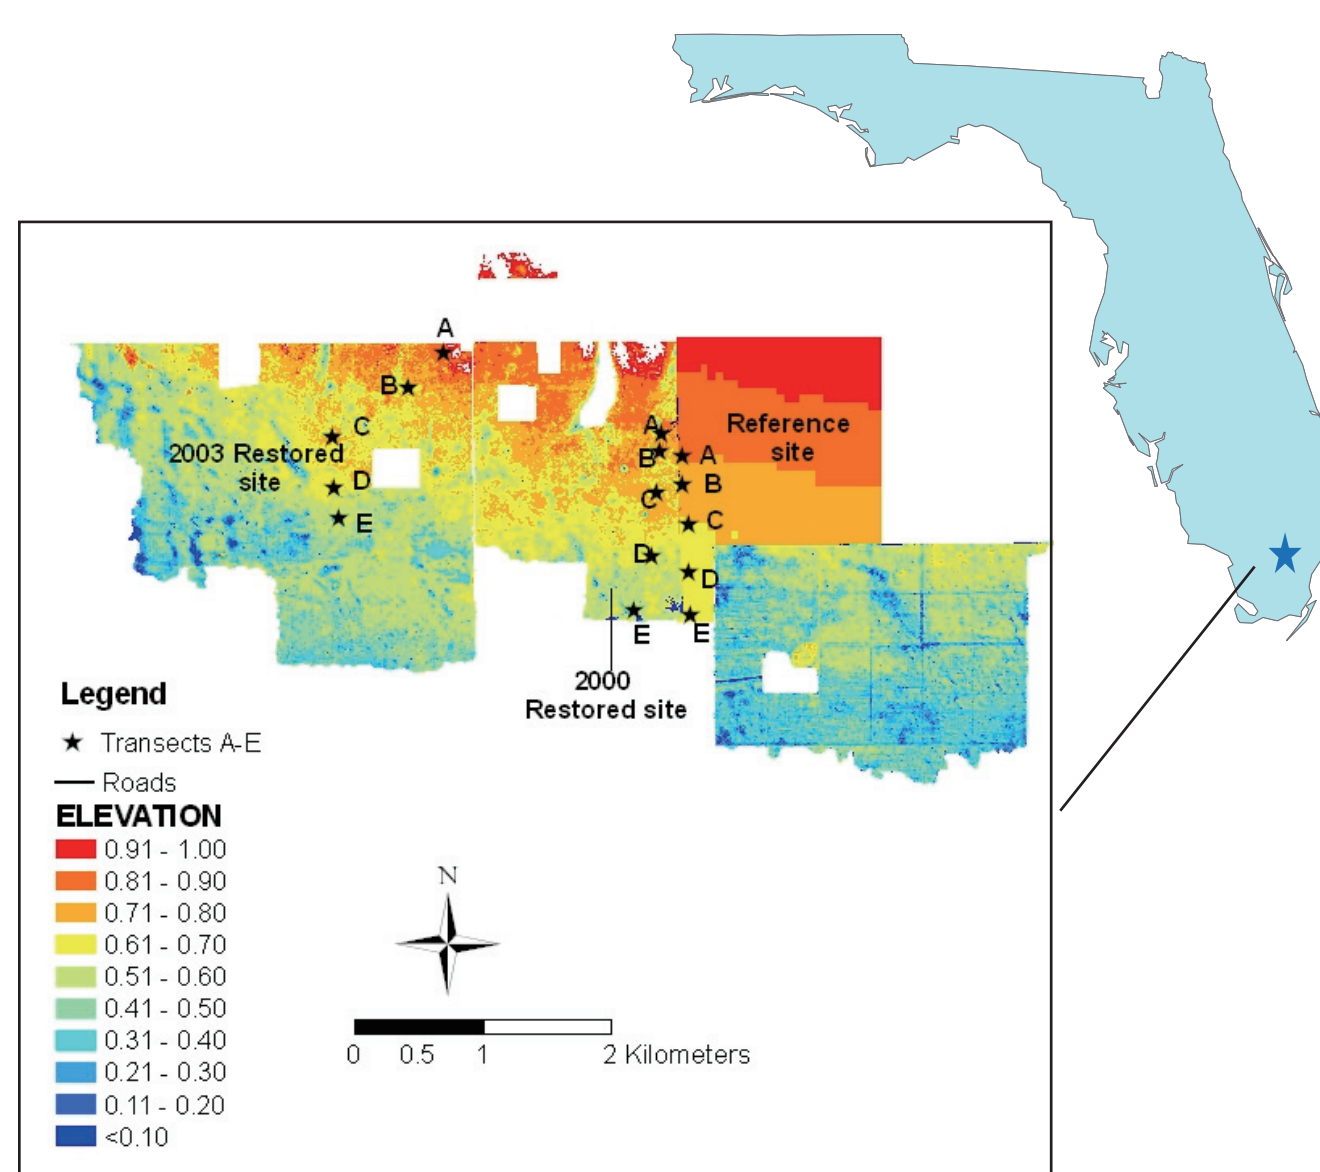 A
B
C
2003 Restored
site
D
E
A
B
C
D
E
Reference
site
A
B
C
D
E
2000
Restored site
Legend
Transects A-E
Roads
ELEVATION
0.91 - 1.00
0.81 - 0.90
0.71 - 0.80
0.61 - 0.70
0.51 - 0.60
0.41 - 0.50
0.31 - 0.40
0.21 - 0.30
0.11 - 0.20
<0.10
N
0 0.5 1 2 Kilometers